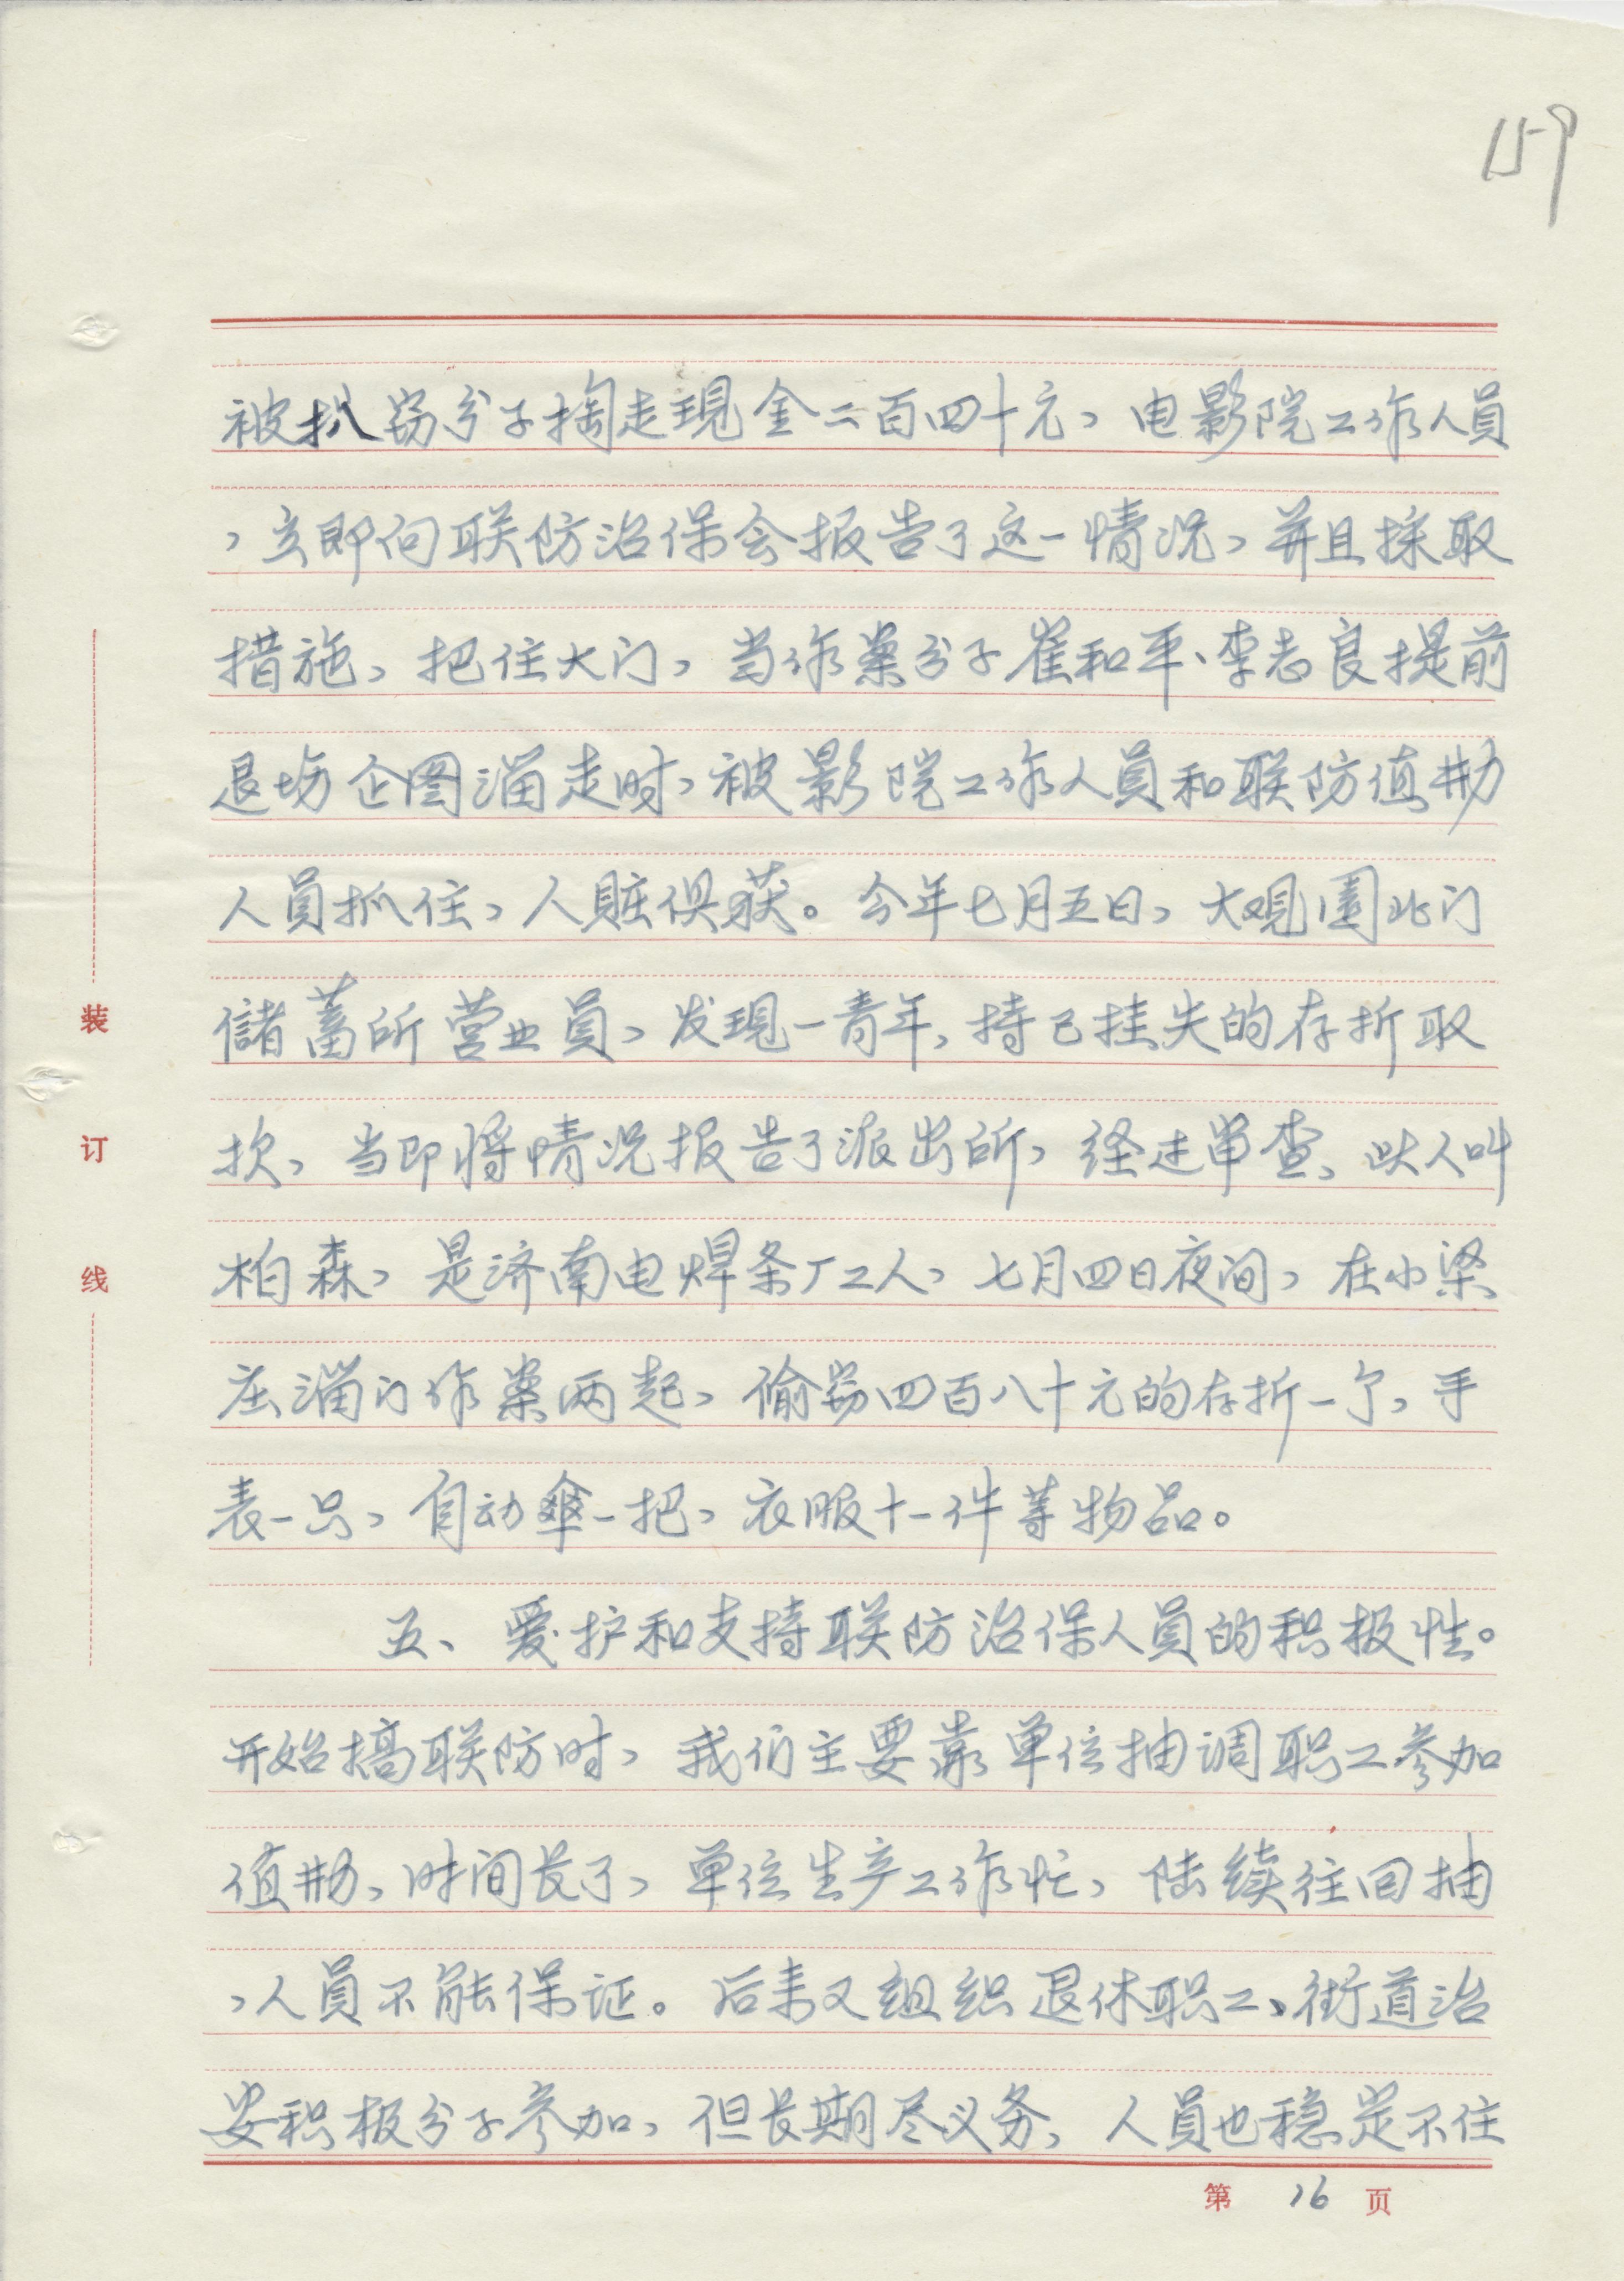 159
被扒窃分子掏走现金二百四十元，电影院工作人员
，立即向联防治保会报告了这一情况，并且採取
措施，把住大门，当作案分子崔和平、李志良提前
退场企图溜走时，被影院工作人员和联防值勤
人员抓住，人赃俱获。今年七月五日，大观園北门
儲蓄所营业员，发现一青年，持已挂失的存折取
款，当即将情况报告了派出所，经过审查，此人叫
柏森，是济南电焊条厂工人，七月四日夜间，在小梁
庄溜门作案两起，偷窃四百八十元的存折一个，手
表一只，自动傘一把，衣服十一件等物品。
五、爱护和支持联防治保人员的积极性。
开始搞联防时，我们主要靠单位抽调职工参加
值勤，时间长了，单位生产工作忙，陆续往回抽
，人员不能保证。后来又组织退休职工、街道治
安积极分子参加，但长期尽义务，人员也稳定不住
第 16 页
装
订
线